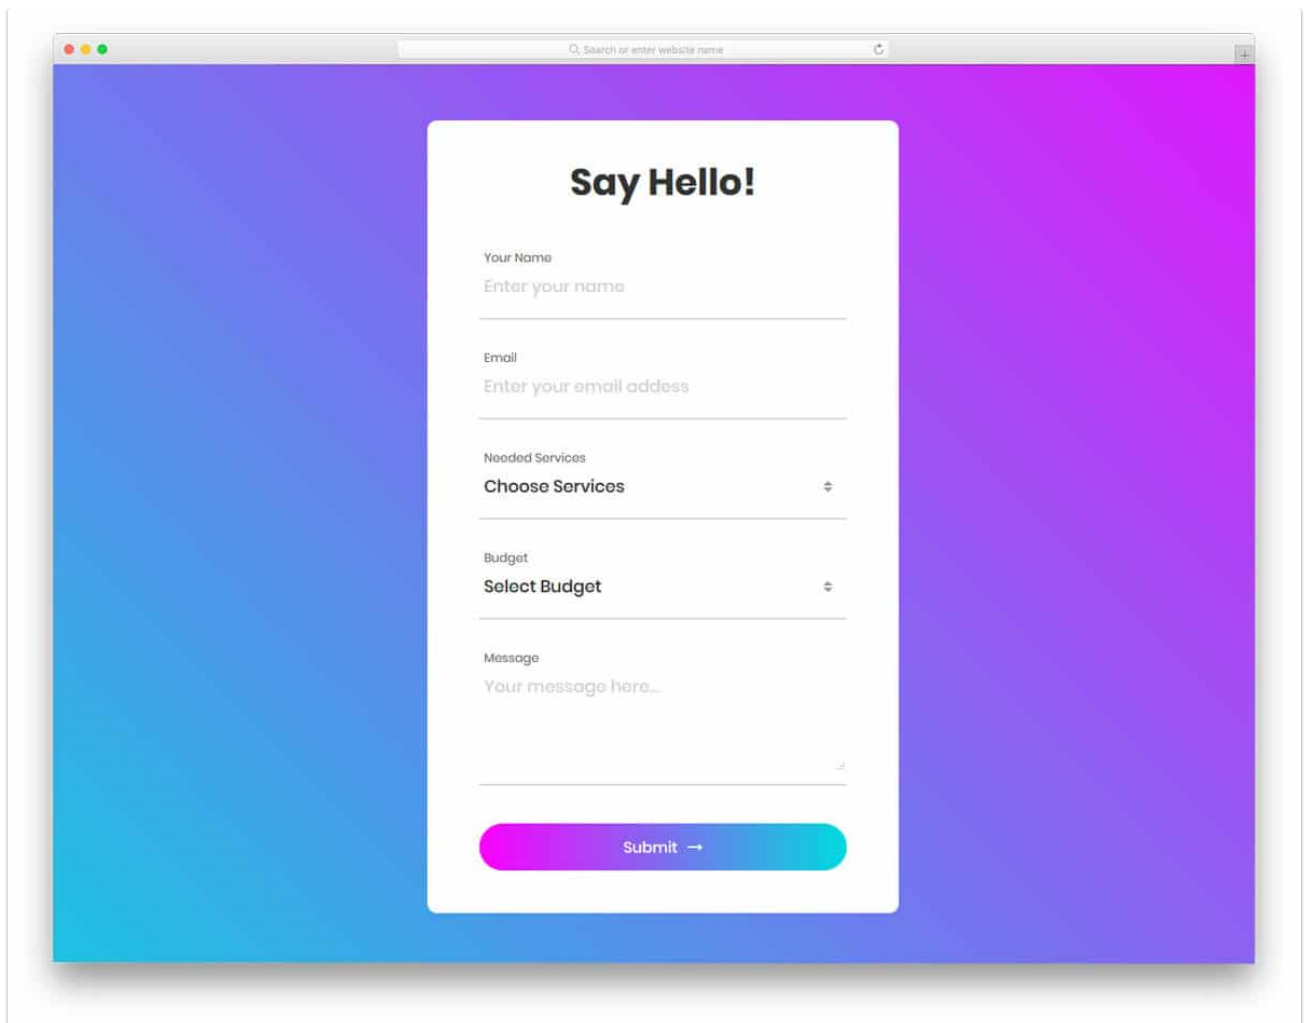 Search or enter website name
Say Hello!
Your Name
Enter your name
Email
Enter your email addess
Needed Services
Choose Services
Budget
Select Budget
Message
Your message here...
Submit →